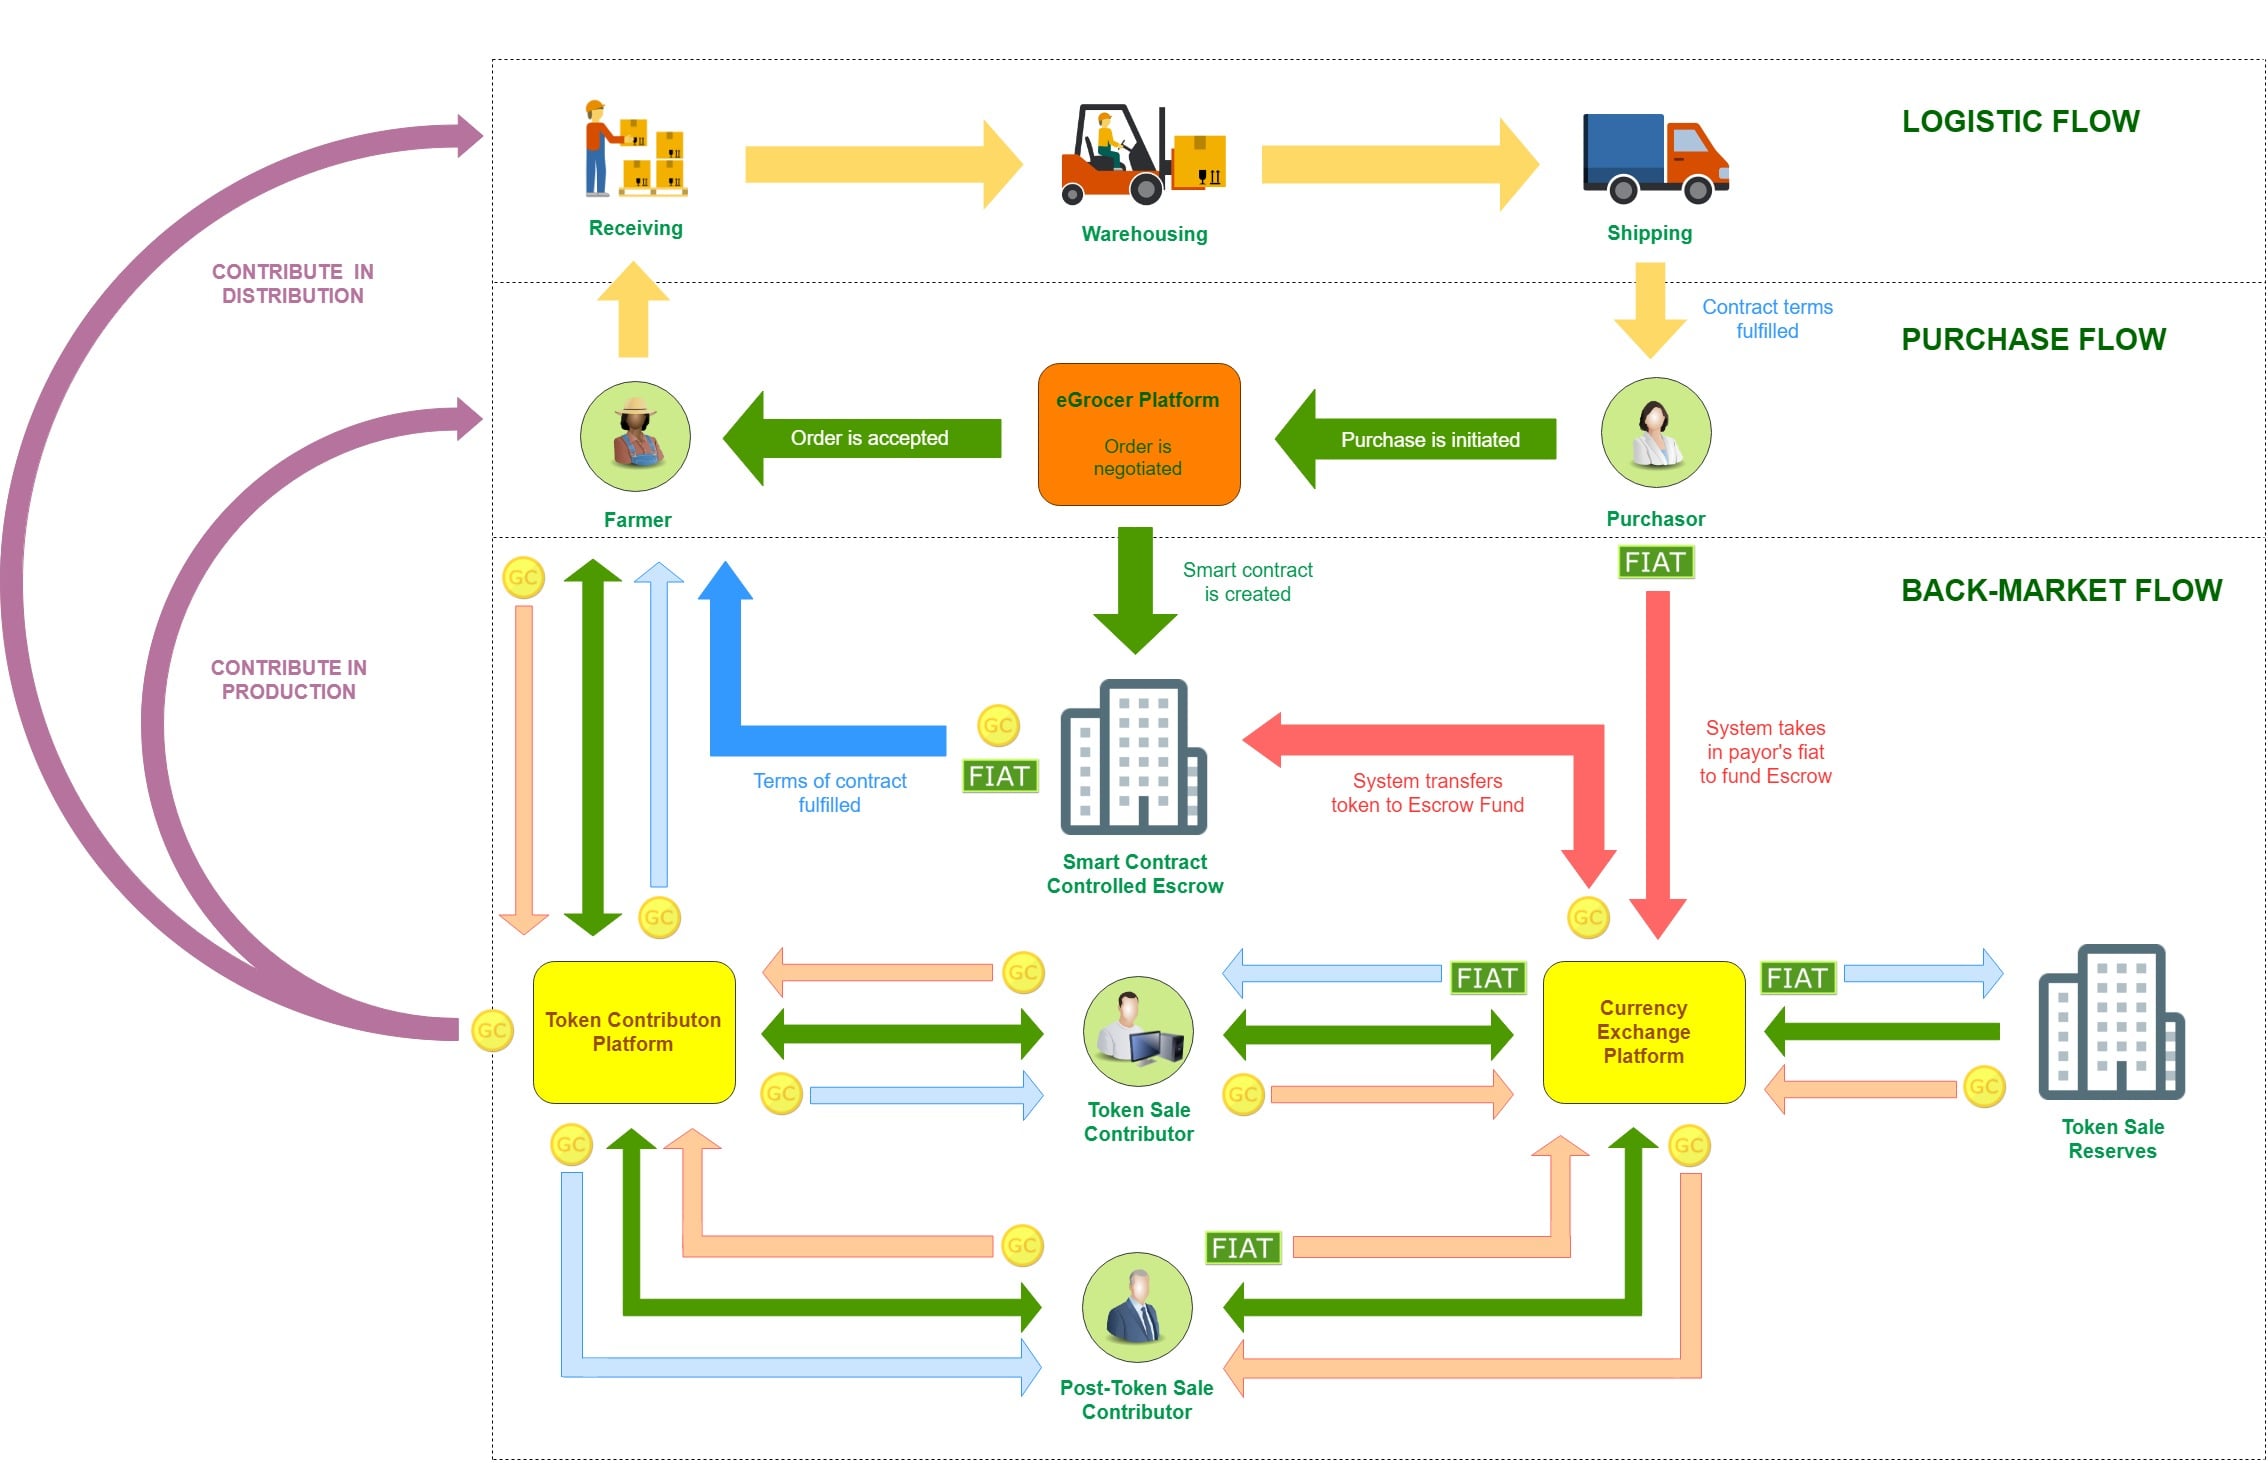 LOGISTIC FLOW
Receiving
Warehousing
Shipping
CONTRIBUTE IN
DISTRIBUTION
Contract terms
fulfilled
PURCHASE FLOW
eGrocer Platform
Order is
negotiated
Order is accepted
Purchase is initiated
Farmer
Purchasor
FIAT
GC
Smart contract
is created
BACK-MARKET FLOW
CONTRIBUTE IN
PRODUCTION
GC
FIAT
Terms of contract
fulfilled
System transfers
token to Escrow Fund
System takes
in payor's fiat
to fund Escrow
Smart Contract
Controlled Escrow
GC
GC
GC
FIAT
FIAT
Token Contributon
Platform
GC
Currency
Exchange
Platform
GC
GC
GC
Token Sale
Contributor
Token Sale
Reserves
GC
GC
GC
FIAT
Post-Token Sale
Contributor